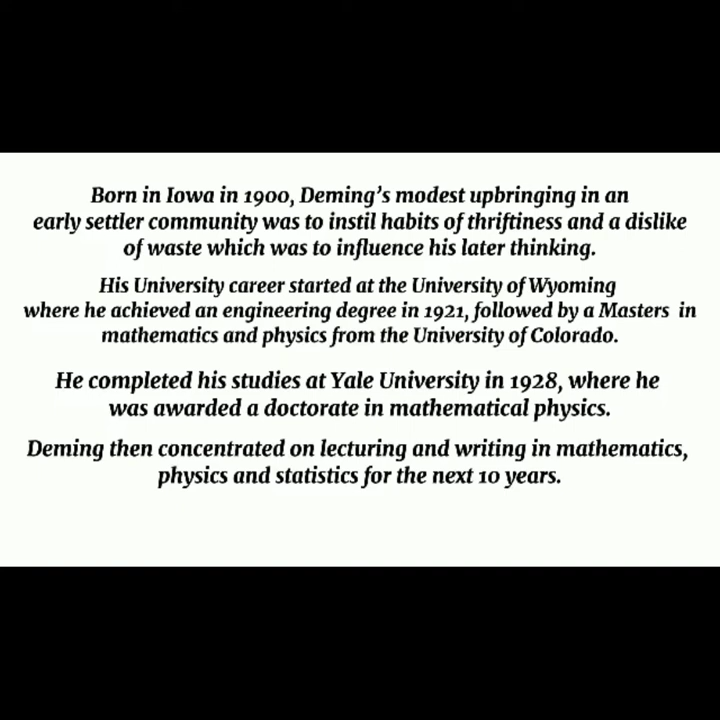 Born in Iowa in 1900, Deming's modest upbringing in an
early settler community was to instil habits of thriftiness and a dislike
of waste which was to influence his later thinking.
His University career started at the University of Wyoming
where he achieved an engineering degree in 1921, followed by a Masters in
mathematics and physics from the University of Colorado.
He completed his studies at Yale University in 1928, where he
was awarded a doctorate in mathematical physics.
Deming then concentrated on lecturing and writing in mathematics,
physics and statistics for the next 10 years.